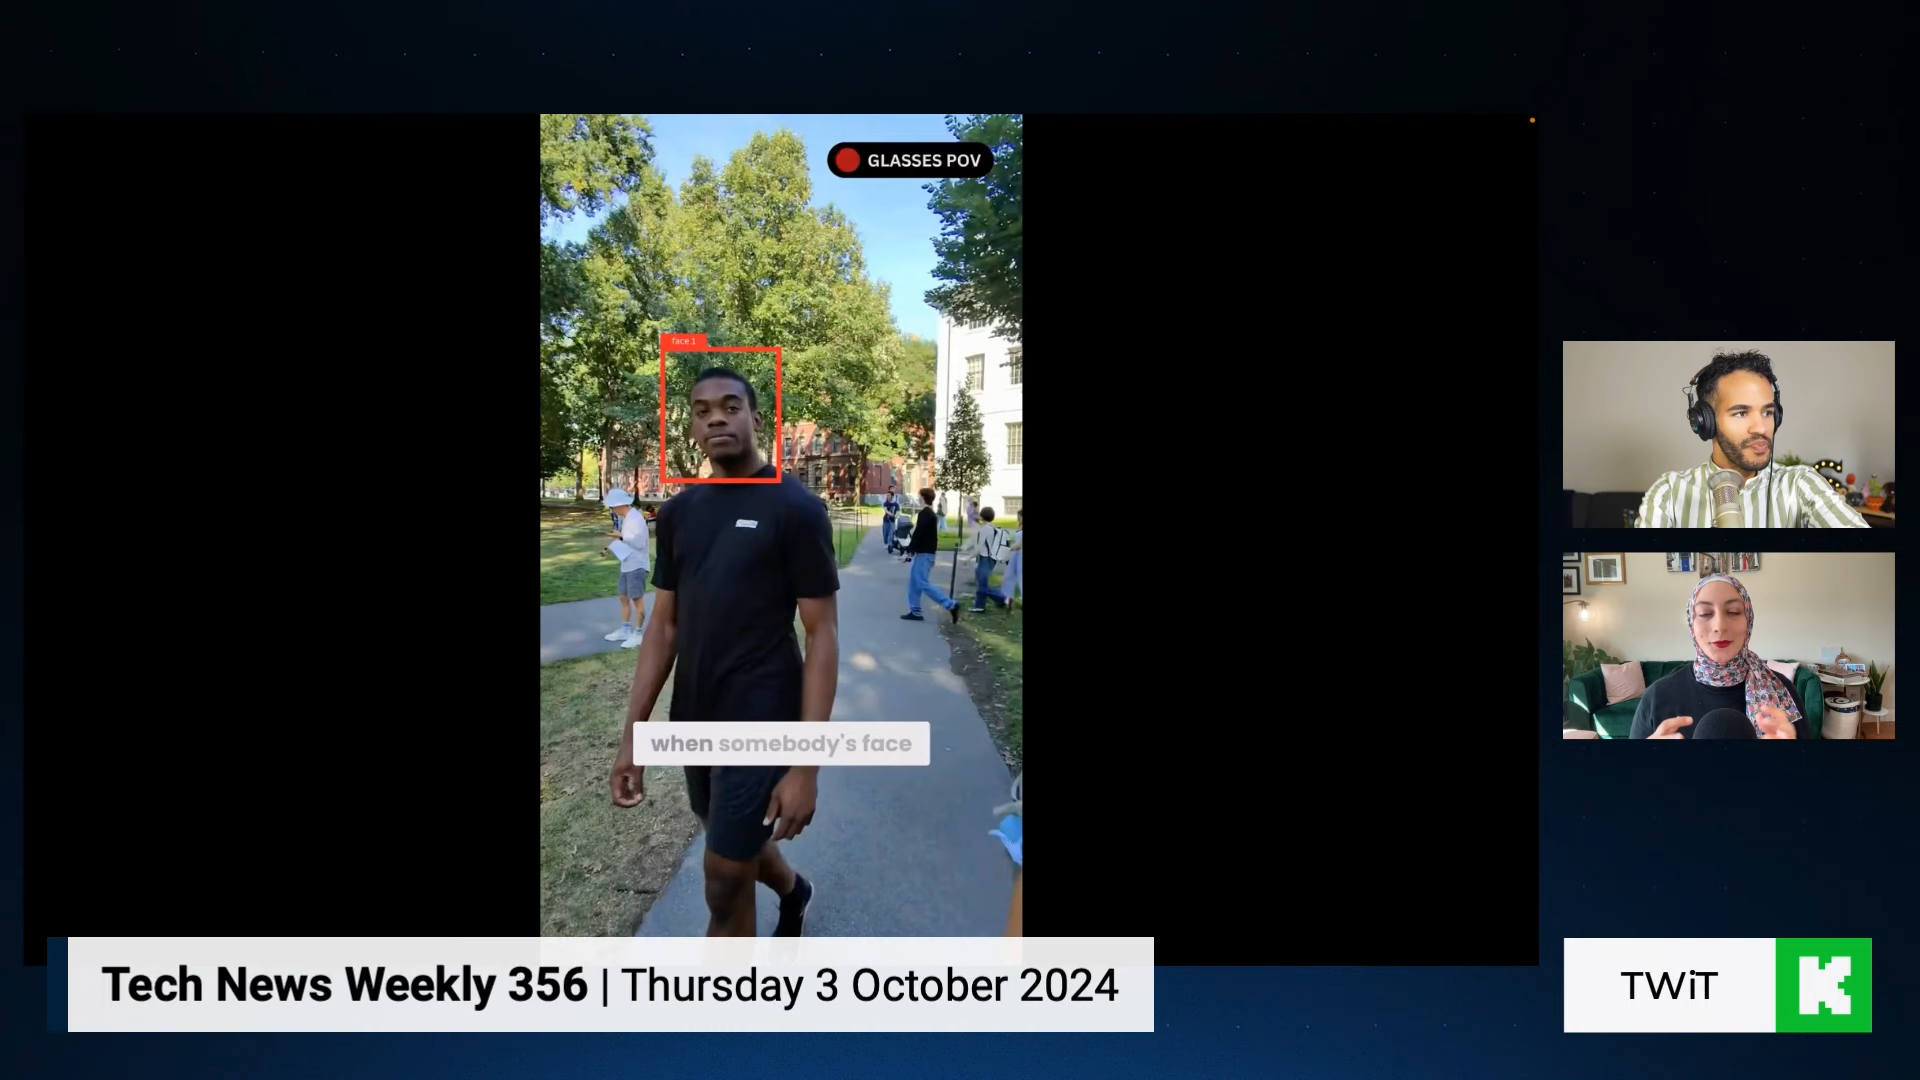 GLASSES POV
face 1
when somebody's face
Tech News Weekly 356 | Thursday 3 October 2024
TWiT
K